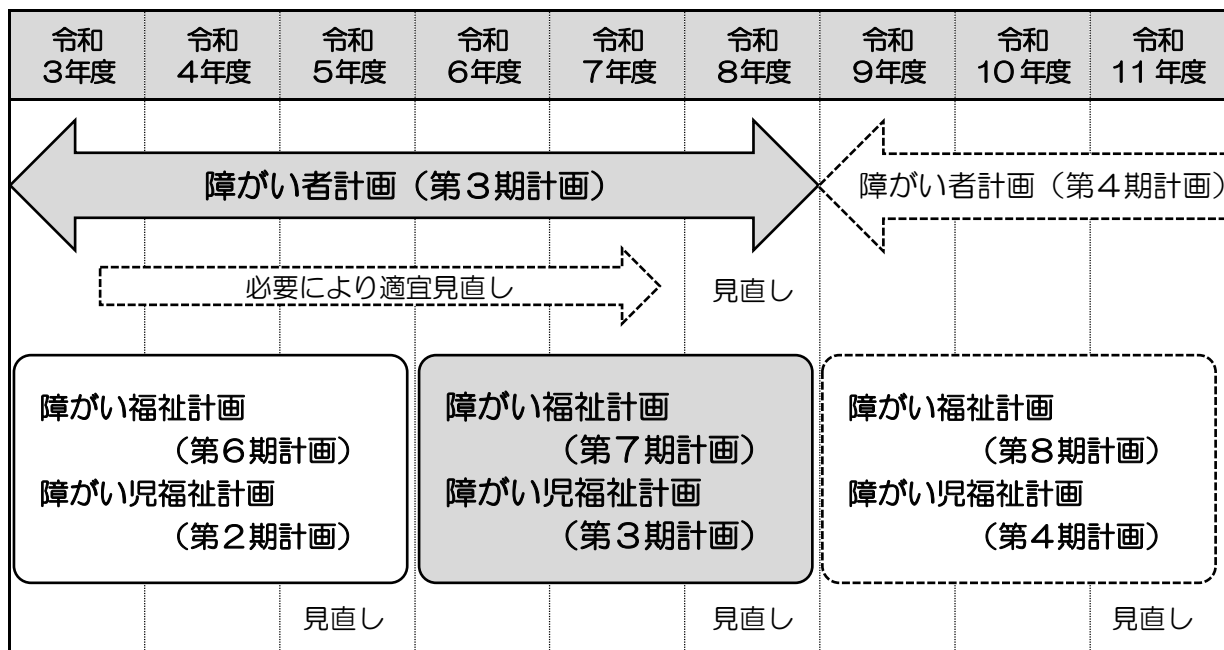 令和
3年度
令和
4年度
令和
5年度
令和
6年度
令和
7年度
令和
8年度
令和
9年度
令和
10年度
令和
11年度
障がい者計画（第3期計画）
障がい者計画（第4期計画）
必要により適宜見直し
見直し
障がい福祉計画
（第6期計画）
障がい児福祉計画
（第2期計画）
障がい福祉計画
（第7期計画）
障がい児福祉計画
（第3期計画）
障がい福祉計画
（第8期計画）
障がい児福祉計画
（第4期計画）
見直し
見直し
見直し